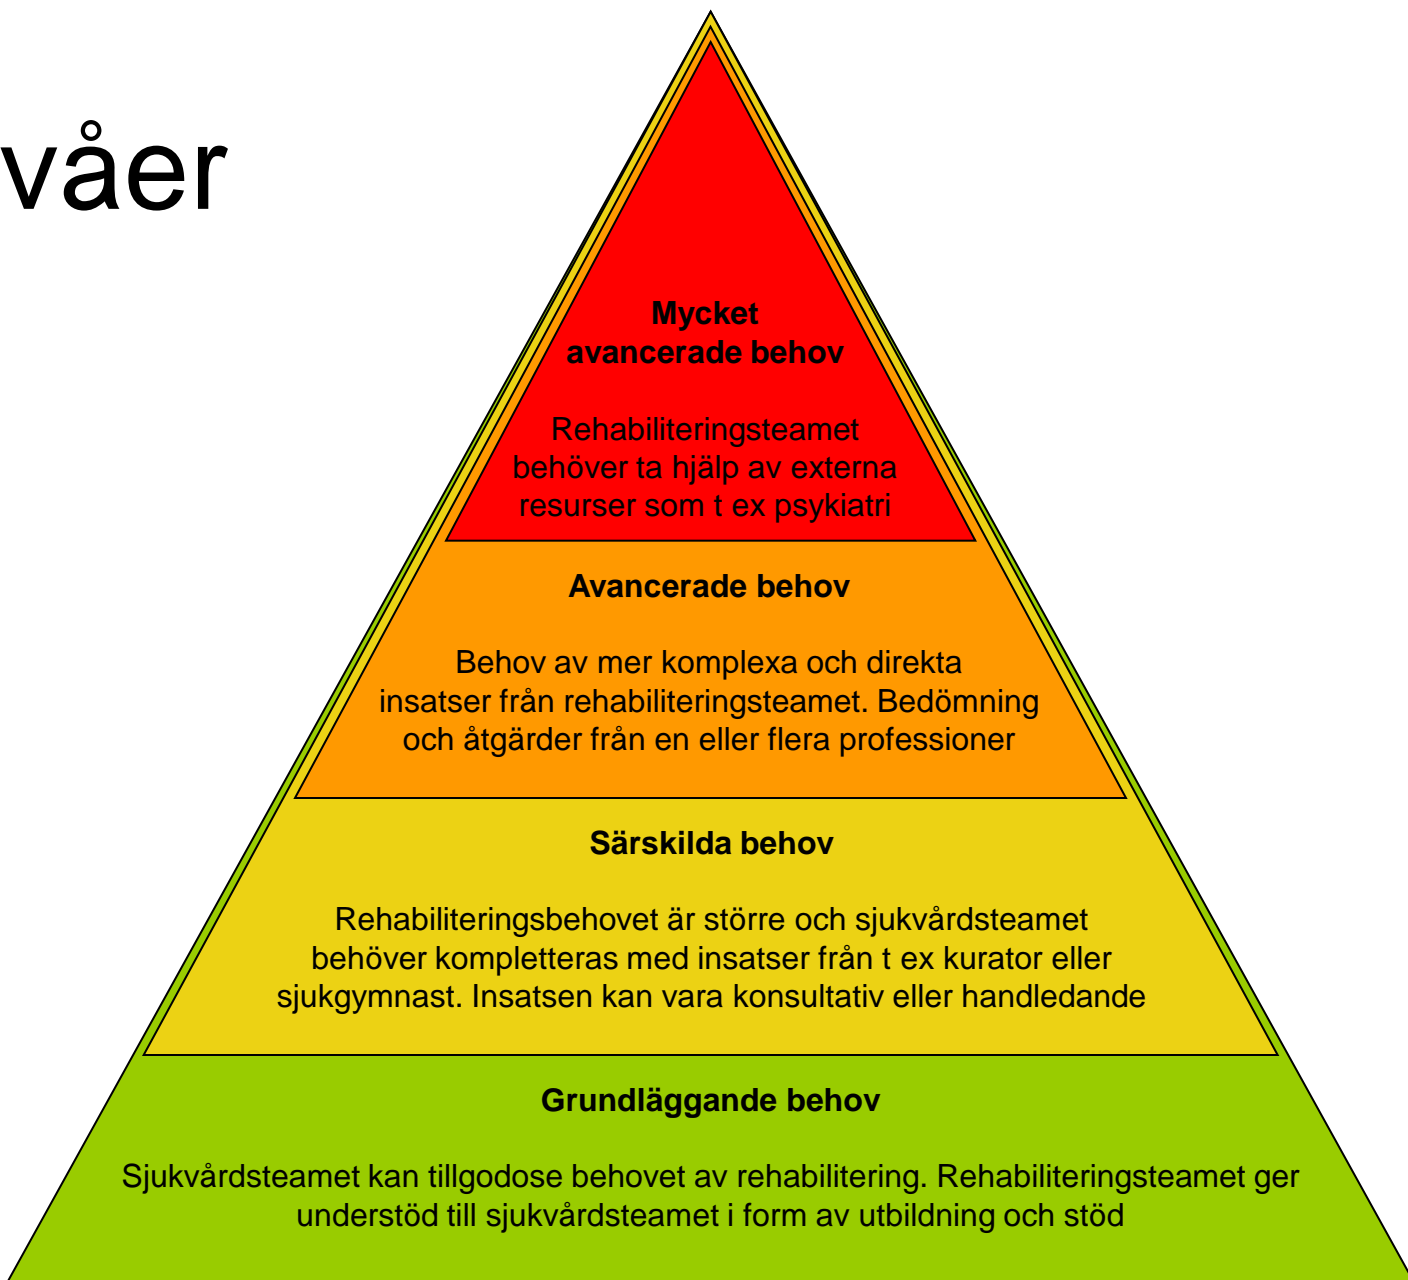 våer
Mycket
avancerade behov
Rehabiliteringsteamet
behöver ta hjälp av externa
resurser som t ex psykiatri
Avancerade behov
Behov av mer komplexa och direkta
insatser från rehabiliteringsteamet. Bedömning
och åtgärder från en eller flera professioner
Särskilda behov
Rehabiliteringsbehovet är större och sjukvårdsteamet
behöver kompletteras med insatser från t ex kurator eller
sjukgymnast. Insatsen kan vara konsultativ eller handledande
Grundläggande behov
Sjukvårdsteamet kan tillgodose behovet av rehabilitering. Rehabiliteringsteamet ger
understöd till sjukvårdsteamet i form av utbildning och stöd